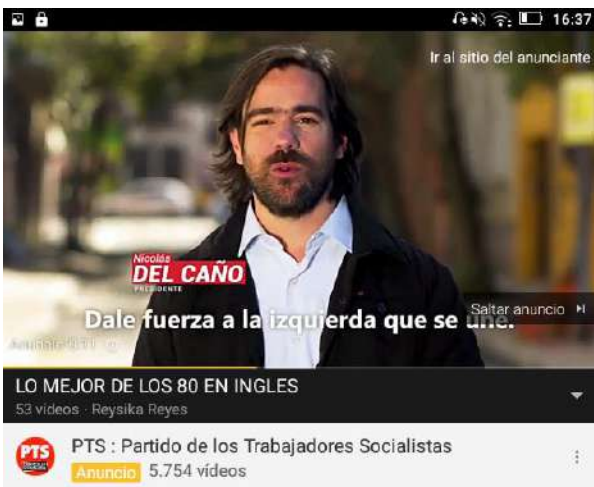 16:37
Ir al sitio del anunciante
Nicolás
DEL CAÑO
PRESIDENTE
Saltar anuncio
Dale fuerza a la izquierda que se une.
LO MEJOR DE LOS 80 EN INGLES
53 vídeos · Reysika Reyes
PTS
PTS : Partido de los Trabajadores Socialistas
Anuncio 5.754 vídeos